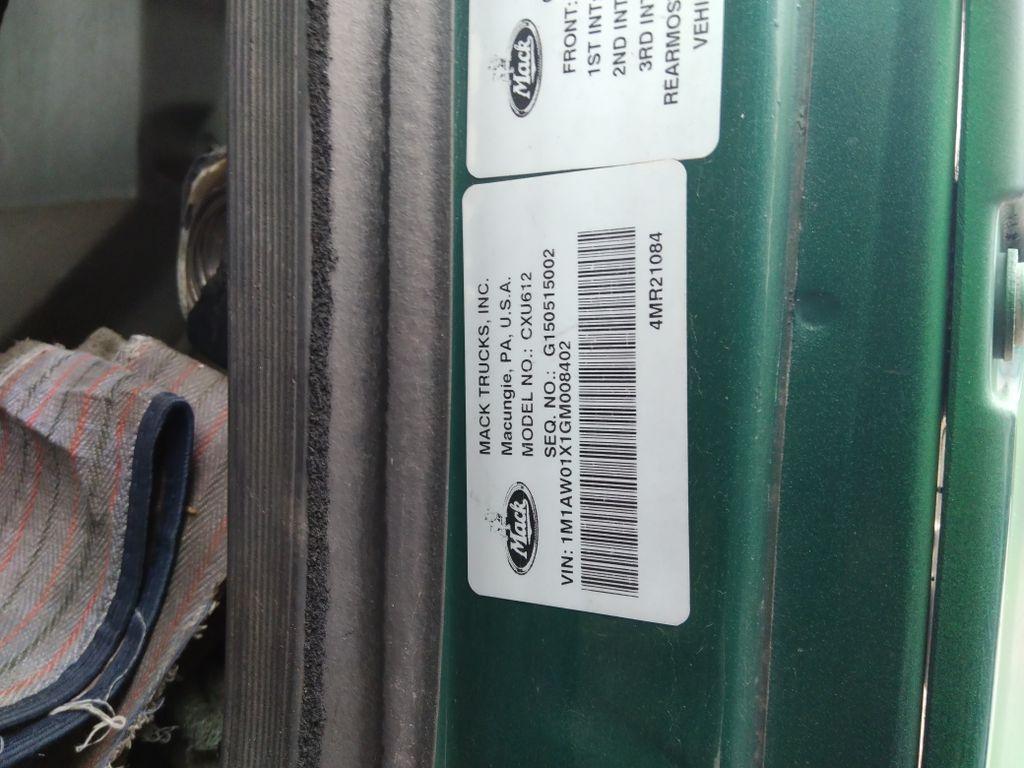 MACK TRUCKS, INC.
Macungie, PA, U.S.A.
MODEL NO.: CXU612
SEQ. NO.: G150515002
VIN: 1M1AW01X1GM008402
4MR21084
Mack
Mack
FRONT:
1ST INT
2ND INT
3RD INT
REARMOS
VEHI